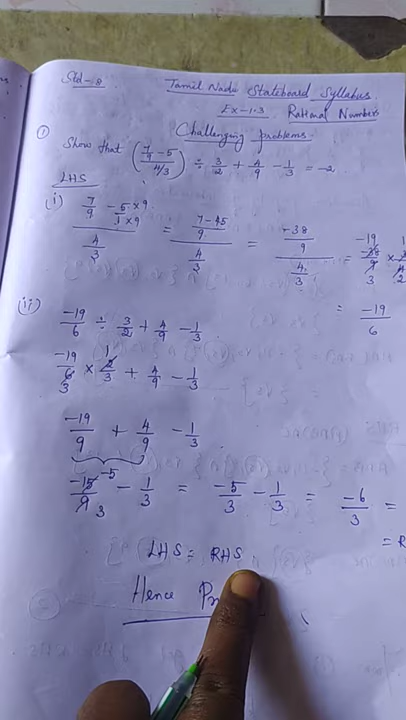 Std - 8
Tamil Nadu Stateboard Syllabus
Ex - 1.3 Rational Numbers
Challenging problems.
① Show that ((7/9 - 5)/(4/3)) ÷ 3/2 + 4/9 - 1/3 = -2.
LHS
(i) (7/9 - 5×9/1×9)/(4/3) = ((7-45)/9)/(4/3) = (-38/9)/(4/3) =
= -19/6
(ii) -19/6 ÷ 3/2 + 4/9 - 1/3
-19/6 × 2/3 + 4/9 - 1/3
-19/9 + 4/9 - 1/3
-15/9 - 1/3 = -5/3 - 1/3 = -6/3 =
LHS = RHS.
Hence